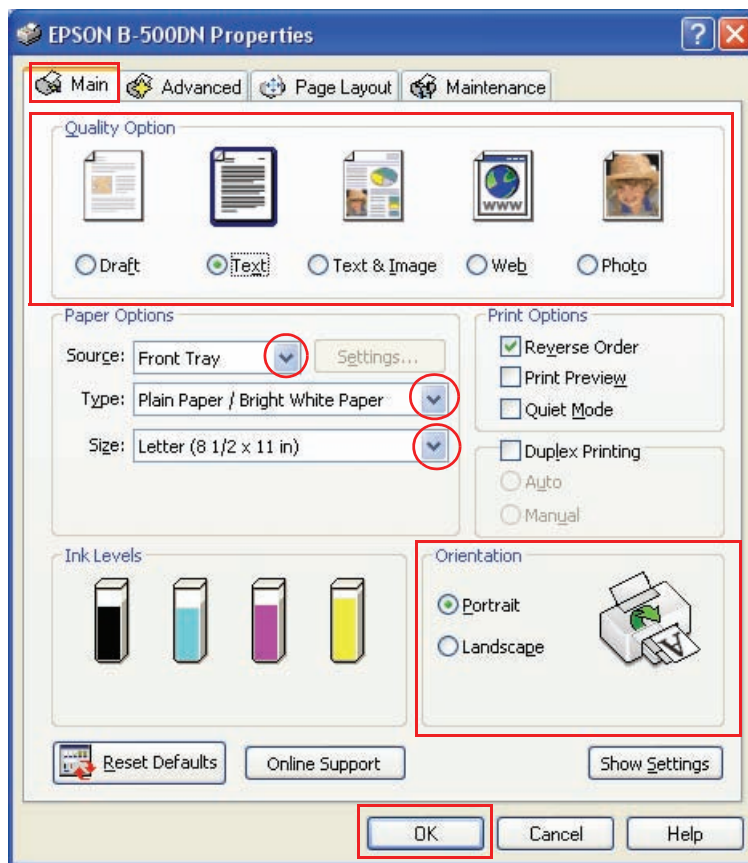 EPSON B-500DN Properties
Main Advanced Page Layout Maintenance
Quality Option
WWW
Draft Text Text & Image Web Photo
Paper Options
Source: Front Tray Settings...
Type: Plain Paper / Bright White Paper
Size: Letter (8 1/2 x 11 in)
Print Options
Reverse Order
Print Preview
Quiet Mode
Duplex Printing
Auto
Manual
Ink Levels
Orientation
Portrait
Landscape
A
Reset Defaults Online Support Show Settings
OK Cancel Help